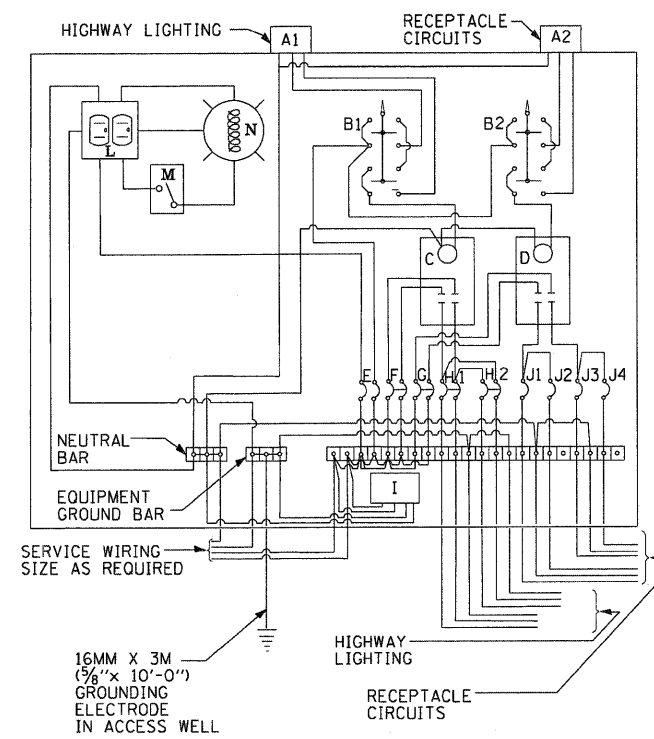 HIGHWAY LIGHTING
A1
RECEPTACLE
CIRCUITS
A2
L
N
M
B1
B2
C
D
E
F
G
H1
H2
J1
J2
J3
J4
NEUTRAL
BAR
EQUIPMENT
GROUND BAR
I
SERVICE WIRING
SIZE AS REQUIRED
16MM X 3M
(5/8"x 10'-0")
GROUNDING
ELECTRODE
IN ACCESS WELL
HIGHWAY
LIGHTING
RECEPTACLE
CIRCUITS